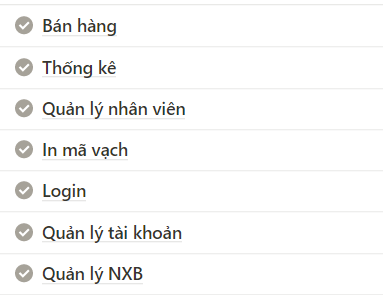 Bán hàng
Thống kê
Quản lý nhân viên
In mã vạch
Login
Quản lý tài khoản
Quản lý NXB